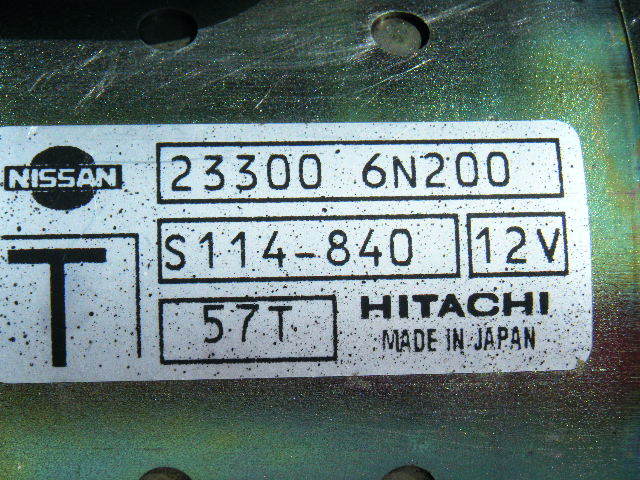 NISSAN 23300 6N200
T S114-840 12V
57T HITACHI
MADE IN JAPAN